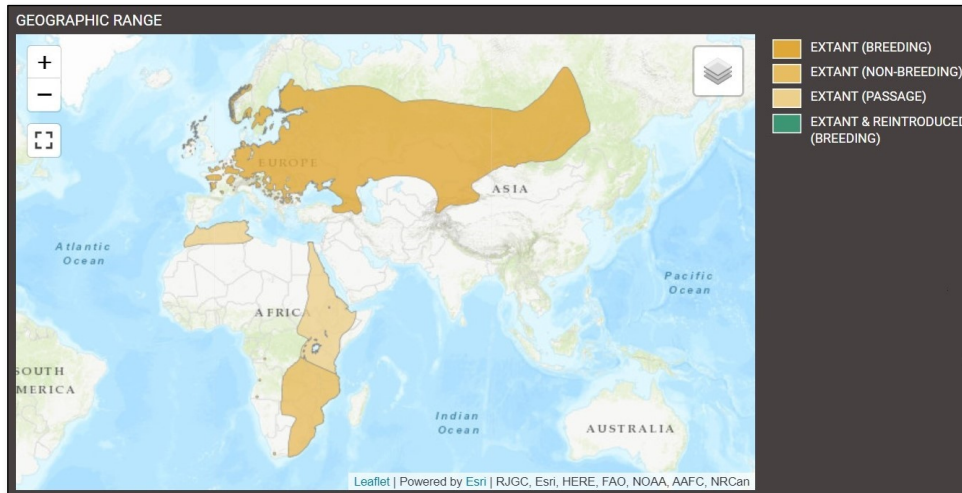 GEOGRAPHIC RANGE
+
−
EXTANT (BREEDING)
EXTANT (NON-BREEDING)
EXTANT (PASSAGE)
EXTANT & REINTRODUCED
(BREEDING)
EUROPE
ASIA
Atlantic
Ocean
Pacific
Ocean
AFRICA
SOUTH
MERICA
Indian
Ocean
AUSTRALIA
Leaflet | Powered by Esri | RJGC, Esri, HERE, FAO, NOAA, AAFC, NRCan